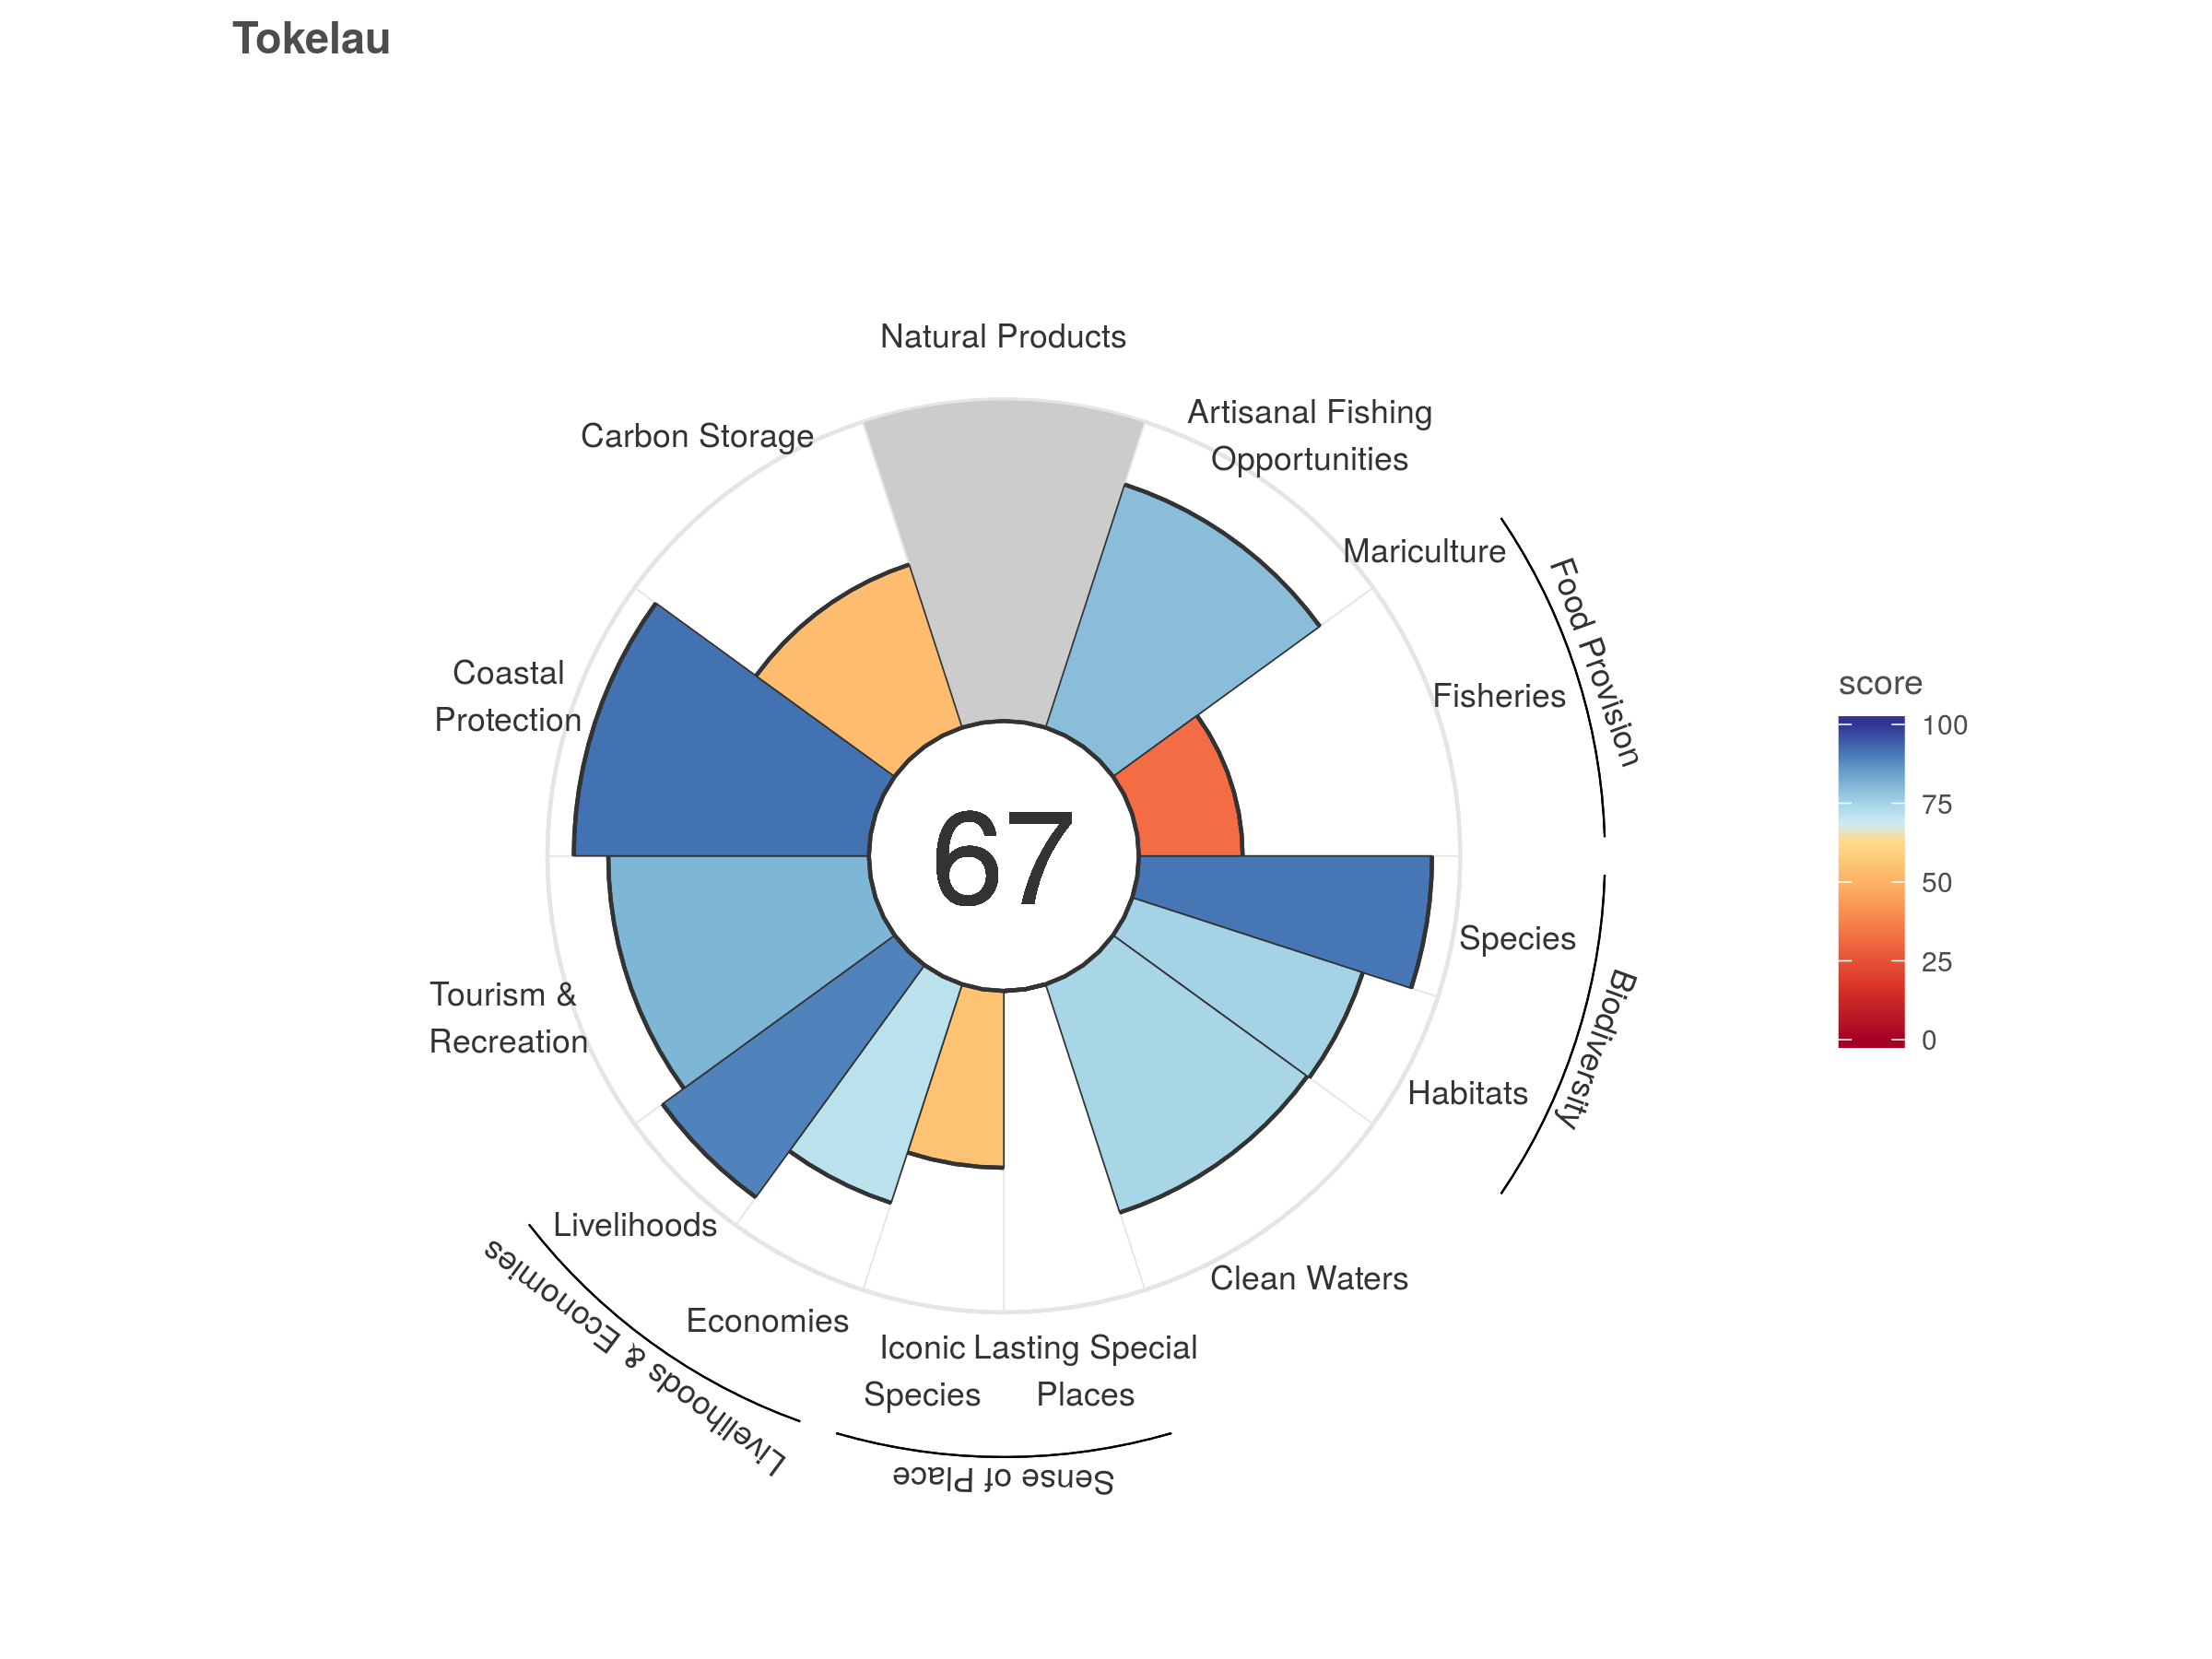 Tokelau
Natural Products
Artisanal Fishing
Opportunities
Carbon Storage
Mariculture
Food Provision
Fisheries
Coastal
Protection
67
score
100
75
50
25
0
Species
Biodiversity
Tourism &
Recreation
Habitats
Livelihoods
Clean Waters
Livelihoods & Economies
Economies
Iconic
Species
Lasting Special
Places
Sense of Place